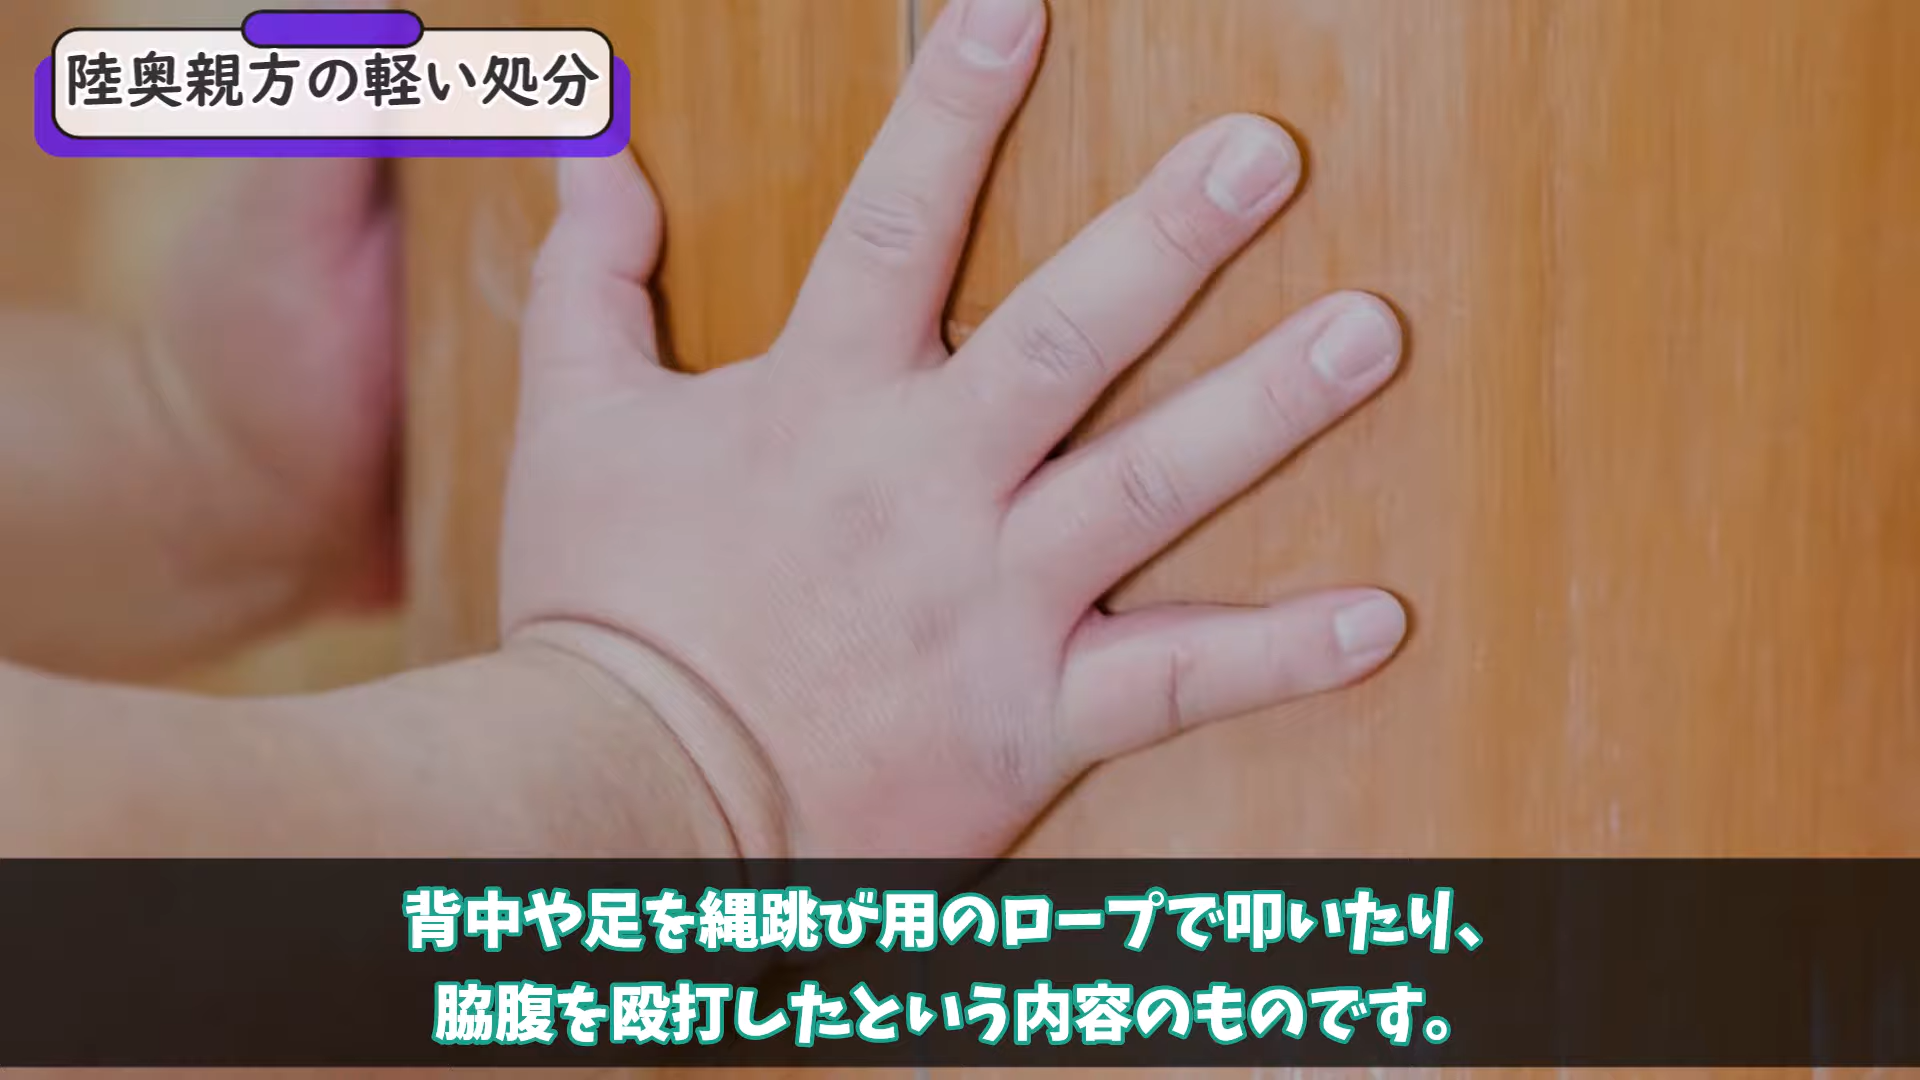 陸奥親方の軽い処分
背中や足を縄跳び用のロープで叩いたり、
脇腹を殴打したという内容のものです。